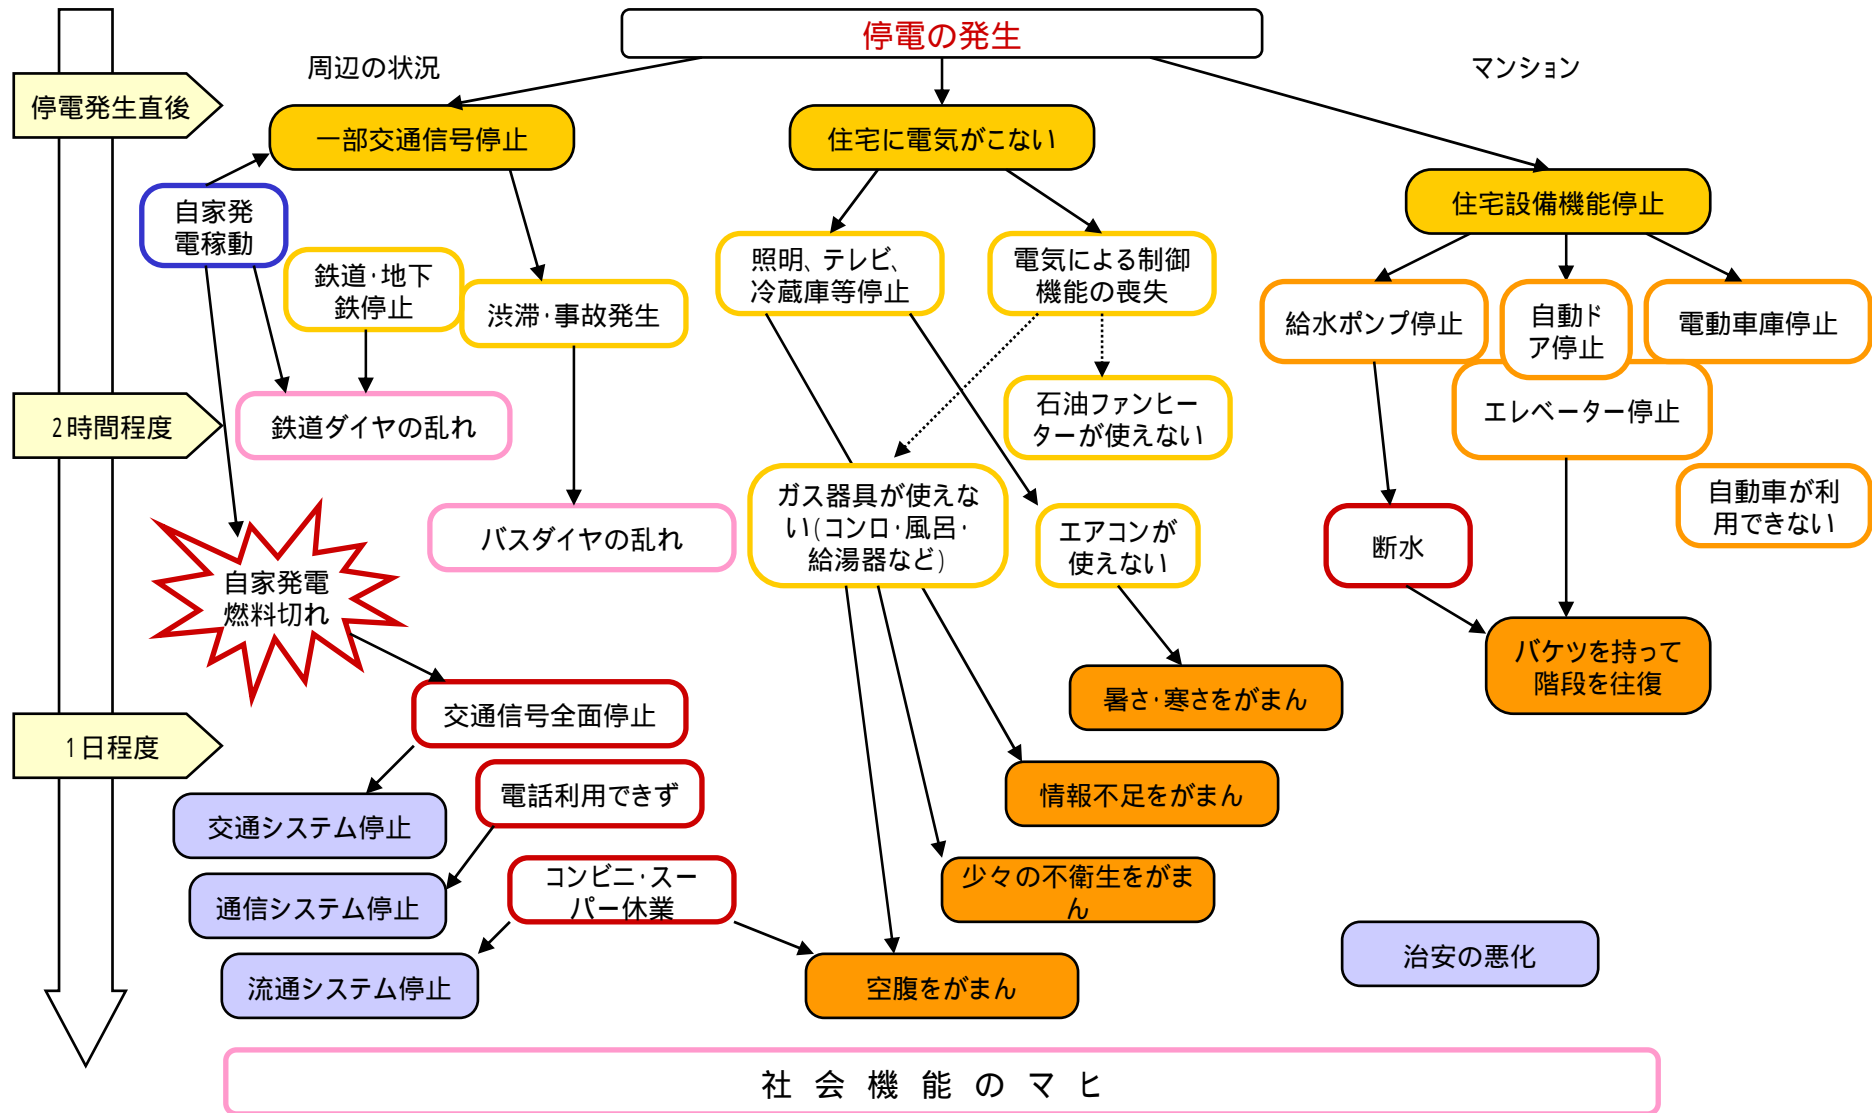 停電の発生
周辺の状況
マンション
停電発生直後
一部交通信号停止
住宅に電気がこない
住宅設備機能停止
自家発
電稼動
鉄道・地下
鉄停止
渋滞・事故発生
照明、テレビ、
冷蔵庫等停止
電気による制御
機能の喪失
給水ポンプ停止
自動ド
ア停止
電動車庫停止
2時間程度
鉄道ダイヤの乱れ
石油ファンヒー
ターが使えない
エレベーター停止
バスダイヤの乱れ
ガス器具が使えな
い(コンロ・風呂・
給湯器など)
エアコンが
使えない
断水
自動車が利
用できない
自家発電
燃料切れ
バケツを持って
階段を往復
暑さ・寒さをがまん
交通信号全面停止
1日程度
電話利用できず
情報不足をがまん
交通システム停止
コンビニ・スー
パー休業
少々の不衛生をがま
ん
通信システム停止
流通システム停止
空腹をがまん
治安の悪化
社会機能のマヒ